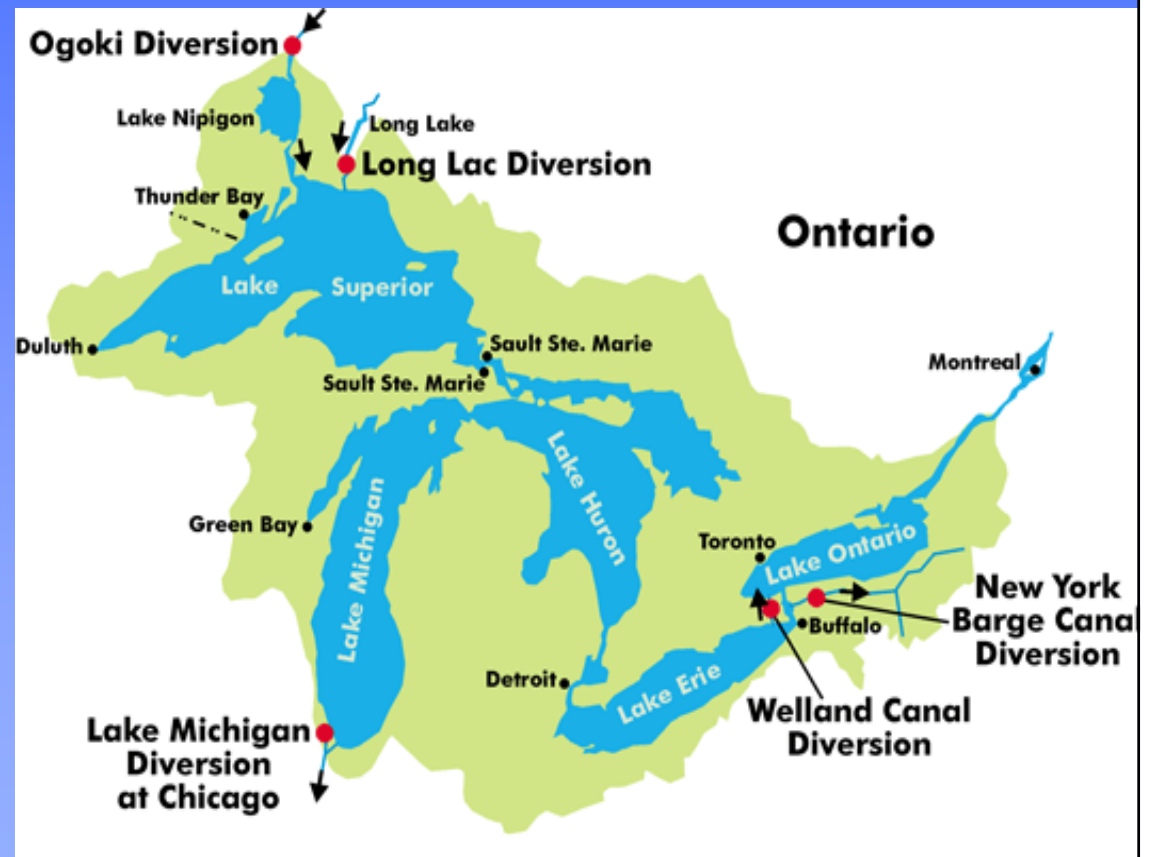 Ogoki Diversion
Lake Nipigon
Long Lake
Long Lac Diversion
Thunder Bay
Ontario
Lake Superior
Duluth
Sault Ste. Marie
Sault Ste. Marie
Montreal
Lake Huron
Lake Michigan
Green Bay
Toronto
Lake Ontario
New York
Barge Canal
Diversion
Buffalo
Detroit
Lake Erie
Welland Canal
Diversion
Lake Michigan
Diversion
at Chicago